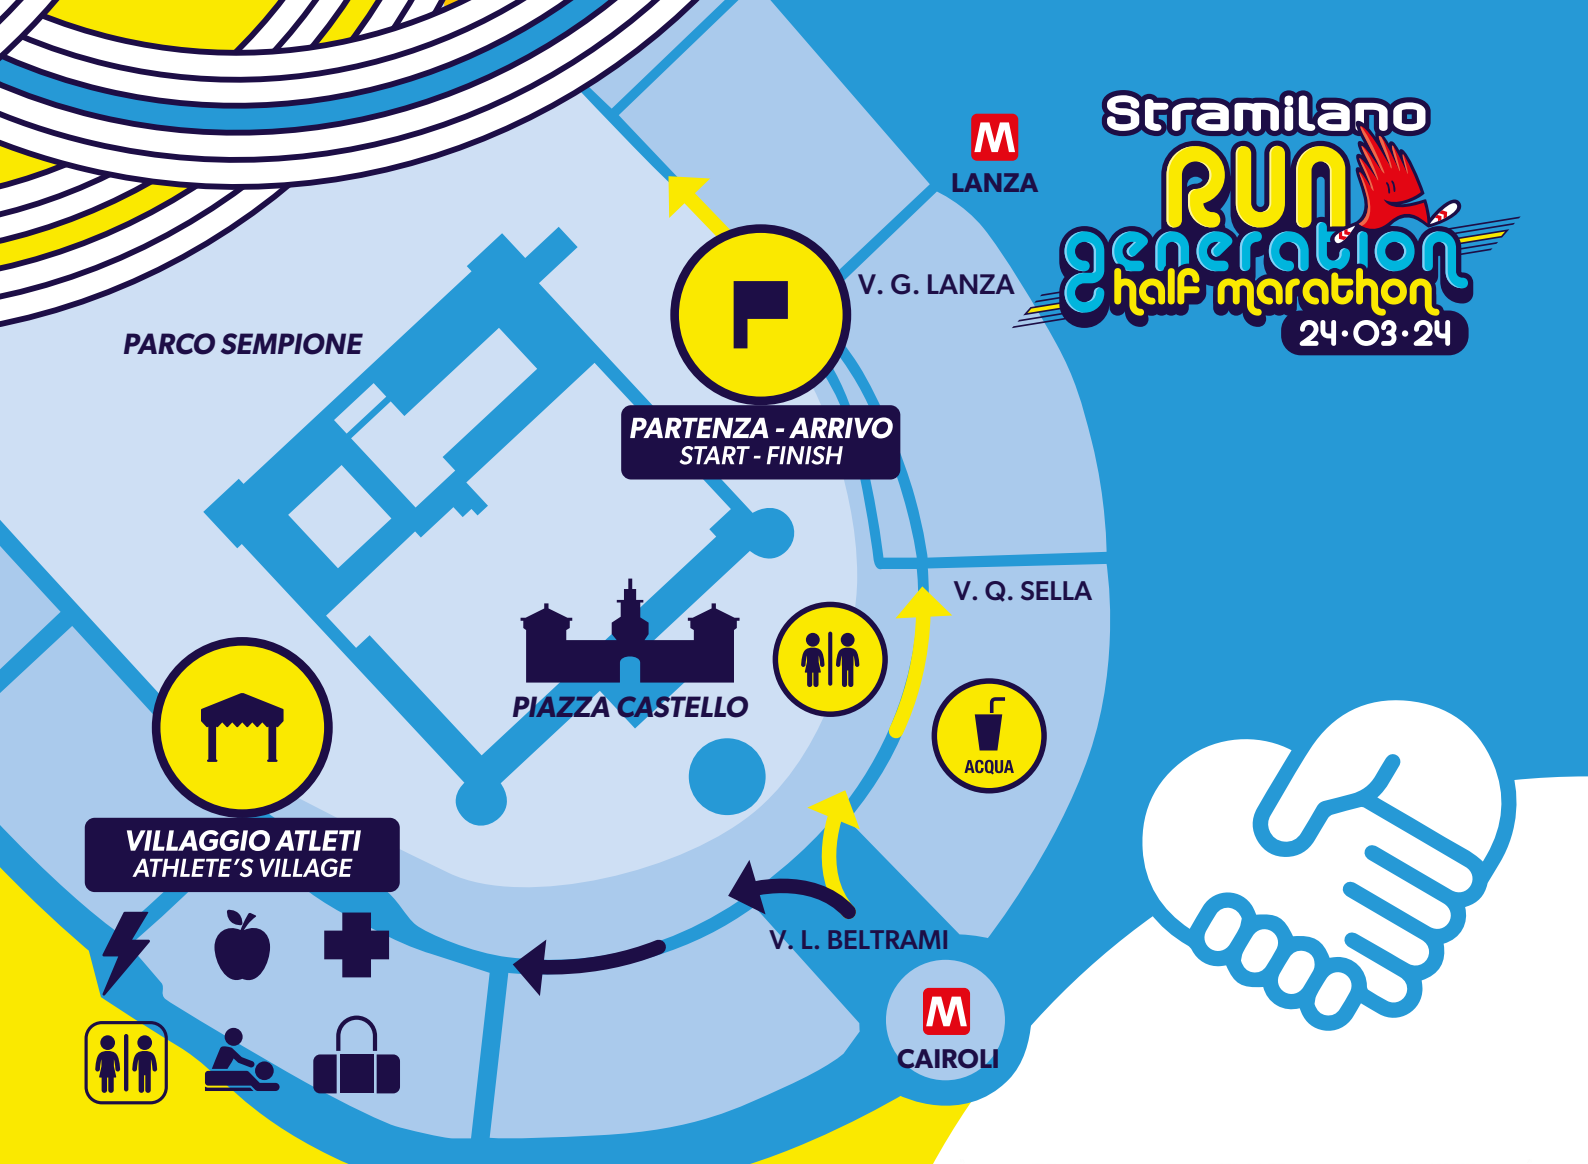 Stramilano
RUN
generation
half marathon
24·03·24
M
LANZA
V. G. LANZA
PARCO SEMPIONE
PARTENZA - ARRIVO
START - FINISH
V. Q. SELLA
PIAZZA CASTELLO
ACQUA
VILLAGGIO ATLETI
ATHLETE'S VILLAGE
V. L. BELTRAMI
M
CAIROLI